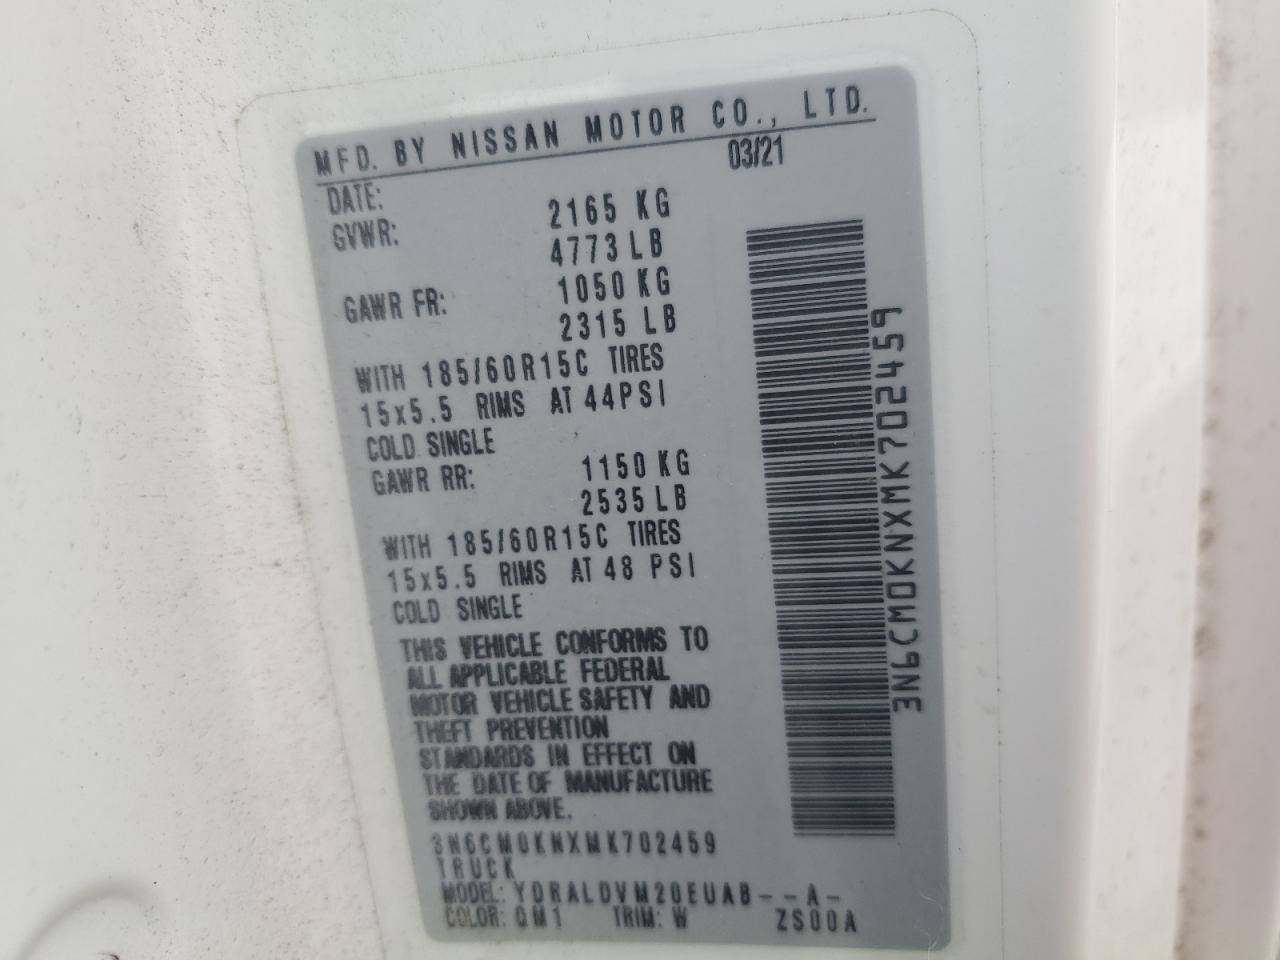 MFD. BY NISSAN MOTOR CO., LTD.
DATE: 03/21
GVWR: 2165 KG
4773 LB
GAWR FR: 1050 KG
2315 LB
WITH 185/60R15C TIRES
15x5.5 RIMS AT 44PSI
COLD SINGLE
GAWR RR: 1150 KG
2535 LB
WITH 185/60R15C TIRES
15x5.5 RIMS AT 48 PSI
COLD SINGLE
THIS VEHICLE CONFORMS TO
ALL APPLICABLE FEDERAL
MOTOR VEHICLE SAFETY AND
THEFT PREVENTION
STANDARDS IN EFFECT ON
THE DATE OF MANUFACTURE
SHOWN ABOVE.
3N6CM0KNXMK702459
TRUCK
MODEL: YDRALDVM20EUAB--A-
COLOR: QM1 TRIM: W ZS00A
3N6CM0KNXMK702459